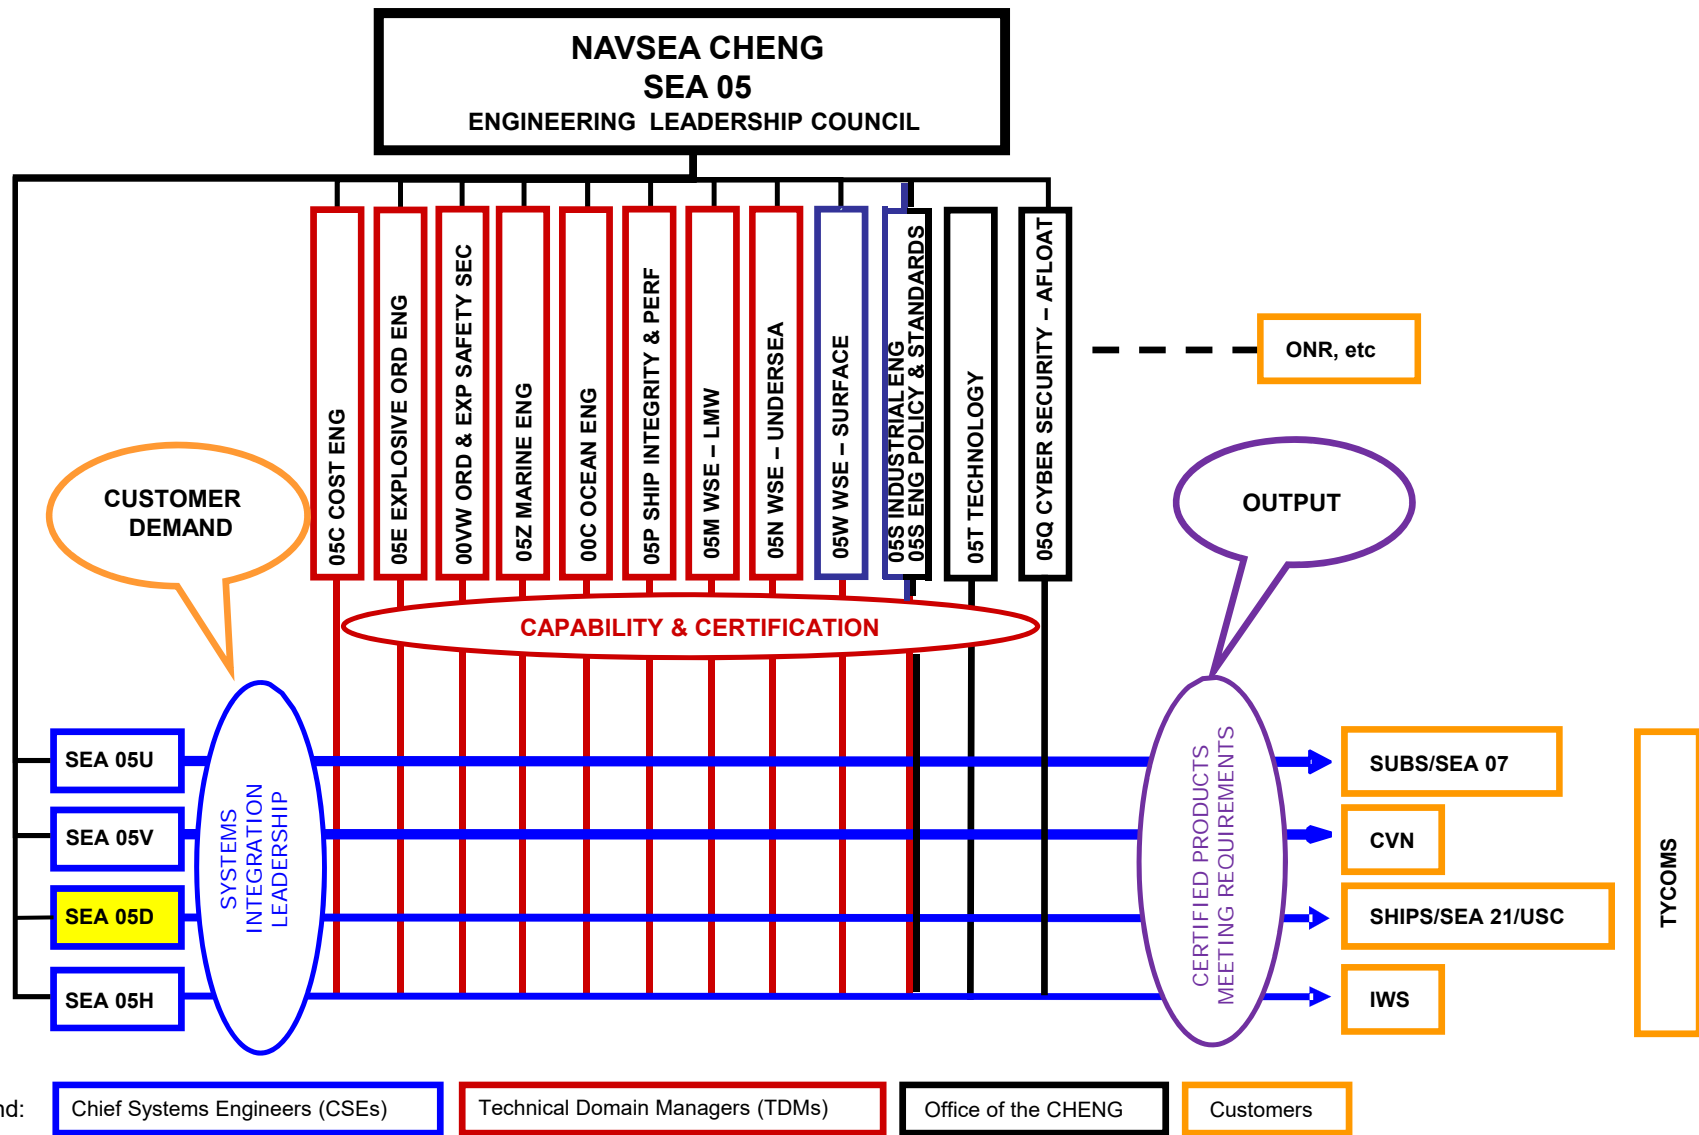 NAVSEA CHENG
SEA 05
ENGINEERING LEADERSHIP COUNCIL
05C COST ENG
05E EXPLOSIVE ORD ENG
00VW ORD & EXP SAFETY SEC
05Z MARINE ENG
00C OCEAN ENG
05P SHIP INTEGRITY & PERF
05M WSE – LMW
05N WSE – UNDERSEA
05W WSE – SURFACE
05S INDUSTRIAL ENG
05S ENG POLICY & STANDARDS
05T TECHNOLOGY
05Q CYBER SECURITY – AFLOAT
ONR, etc
CUSTOMER
DEMAND
OUTPUT
CAPABILITY & CERTIFICATION
SEA 05U
SEA 05V
SEA 05D
SEA 05H
SYSTEMS
INTEGRATION
LEADERSHIP
CERTIFIED PRODUCTS
MEETING REQUIREMENTS
SUBS/SEA 07
CVN
SHIPS/SEA 21/USC
IWS
TYCOMS
nd:
Chief Systems Engineers (CSEs)
Technical Domain Managers (TDMs)
Office of the CHENG
Customers